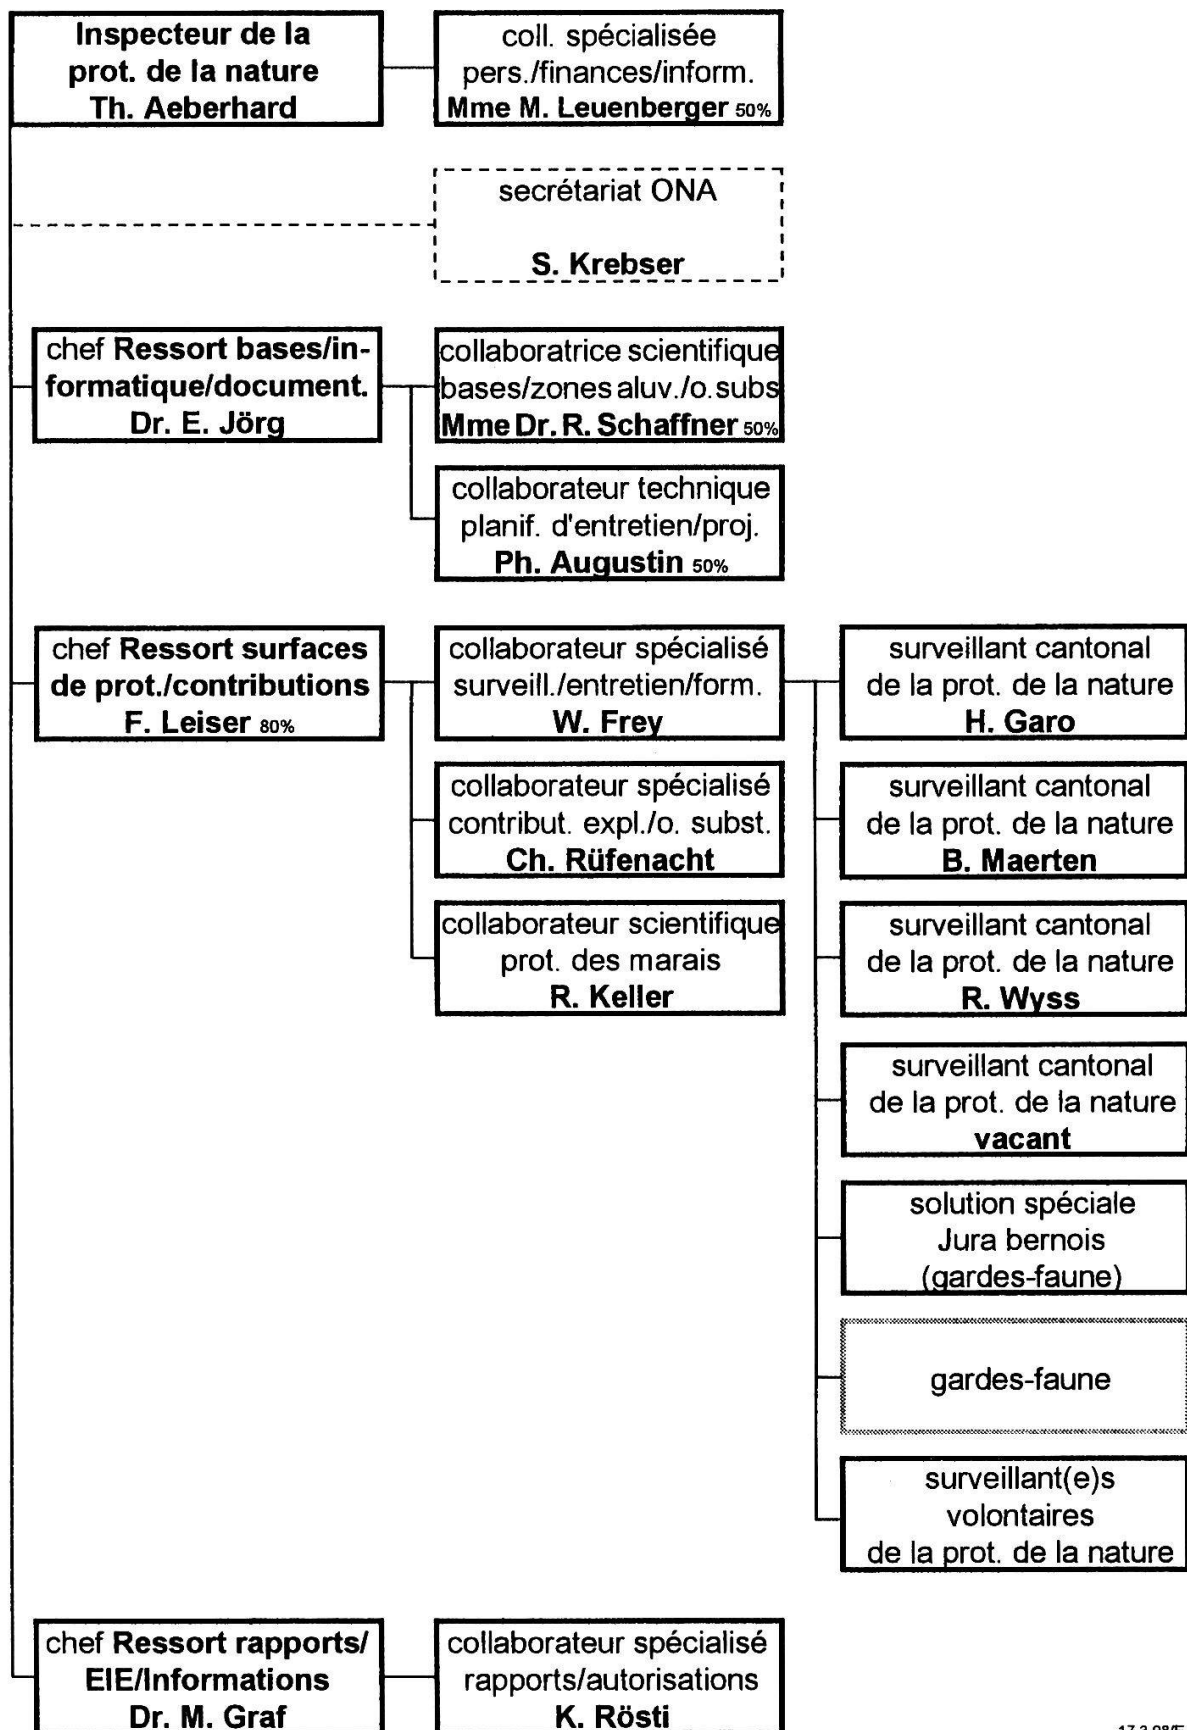 Inspecteur de la
prot. de la nature
Th. Aeberhard
coll. spécialisée
pers./finances/inform.
Mme M. Leuenberger 50%
secrétariat ONA
S. Krebser
chef Ressort bases/in-
formatique/document.
Dr. E. Jörg
collaboratrice scientifique
bases/zones aluv./o.subs
Mme Dr. R. Schaffner 50%
collaborateur technique
planif. d'entretien/proj.
Ph. Augustin 50%
chef Ressort surfaces
de prot./contributions
F. Leiser 80%
collaborateur spécialisé
surveill./entretien/form.
W. Frey
surveillant cantonal
de la prot. de la nature
H. Garo
collaborateur spécialisé
contribut. expl./o. subst.
Ch. Rüfenacht
surveillant cantonal
de la prot. de la nature
B. Maerten
collaborateur scientifique
prot. des marais
R. Keller
surveillant cantonal
de la prot. de la nature
R. Wyss
surveillant cantonal
de la prot. de la nature
vacant
solution spéciale
Jura bernois
(gardes-faune)
gardes-faune
surveillant(e)s
volontaires
de la prot. de la nature
chef Ressort rapports/
EIE/Informations
Dr. M. Graf
collaborateur spécialisé
rapports/autorisations
K. Rösti